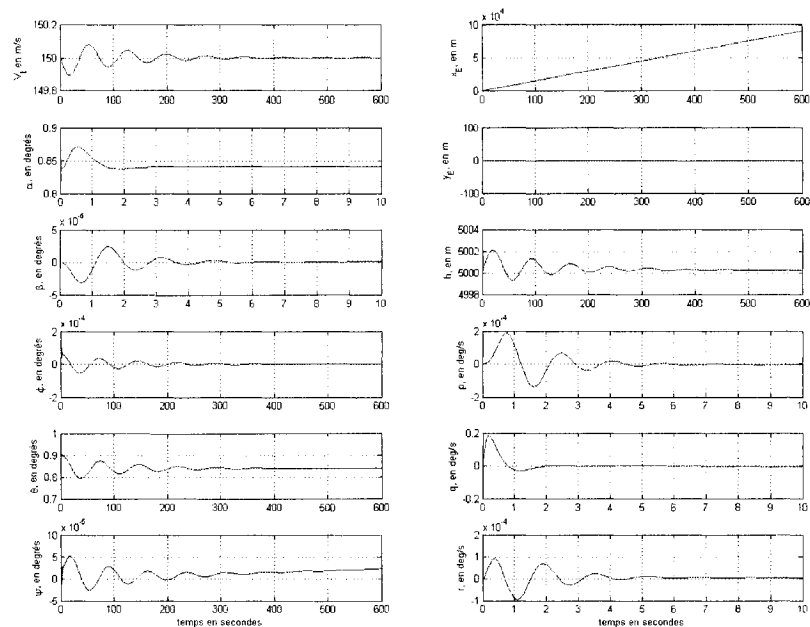 150.2
150
149.8
V_t en m/s
0 100 200 300 400 500 600
0.9
0.85
0.8
α, en degrés
0 1 2 3 4 5 6 7 8 9 10
x 10^-6
5
0
-5
β, en degrés
0 1 2 3 4 5 6 7 8 9 10
x 10^-4
2
0
-2
ϕ, en degrés
0 100 200 300 400 500 600
1
0.9
0.8
0.7
θ, en degrés
0 100 200 300 400 500 600
x 10^-5
10
5
0
-5
ψ, en degrés
0 100 200 300 400 500 600
temps en secondes
x 10^4
10
5
0
x_E, en m
0 100 200 300 400 500 600
100
0
-100
y_E, en m
0 100 200 300 400 500 600
5004
5002
5000
4998
h, en m
0 100 200 300 400 500 600
x 10^-4
2
0
-2
p, en deg/s
0 1 2 3 4 5 6 7 8 9 10
0.2
0
-0.2
q, en deg/s
0 1 2 3 4 5 6 7 8 9 10
x 10^-4
2
1
0
-1
r, en deg/s
0 1 2 3 4 5 6 7 8 9 10
temps en secondes